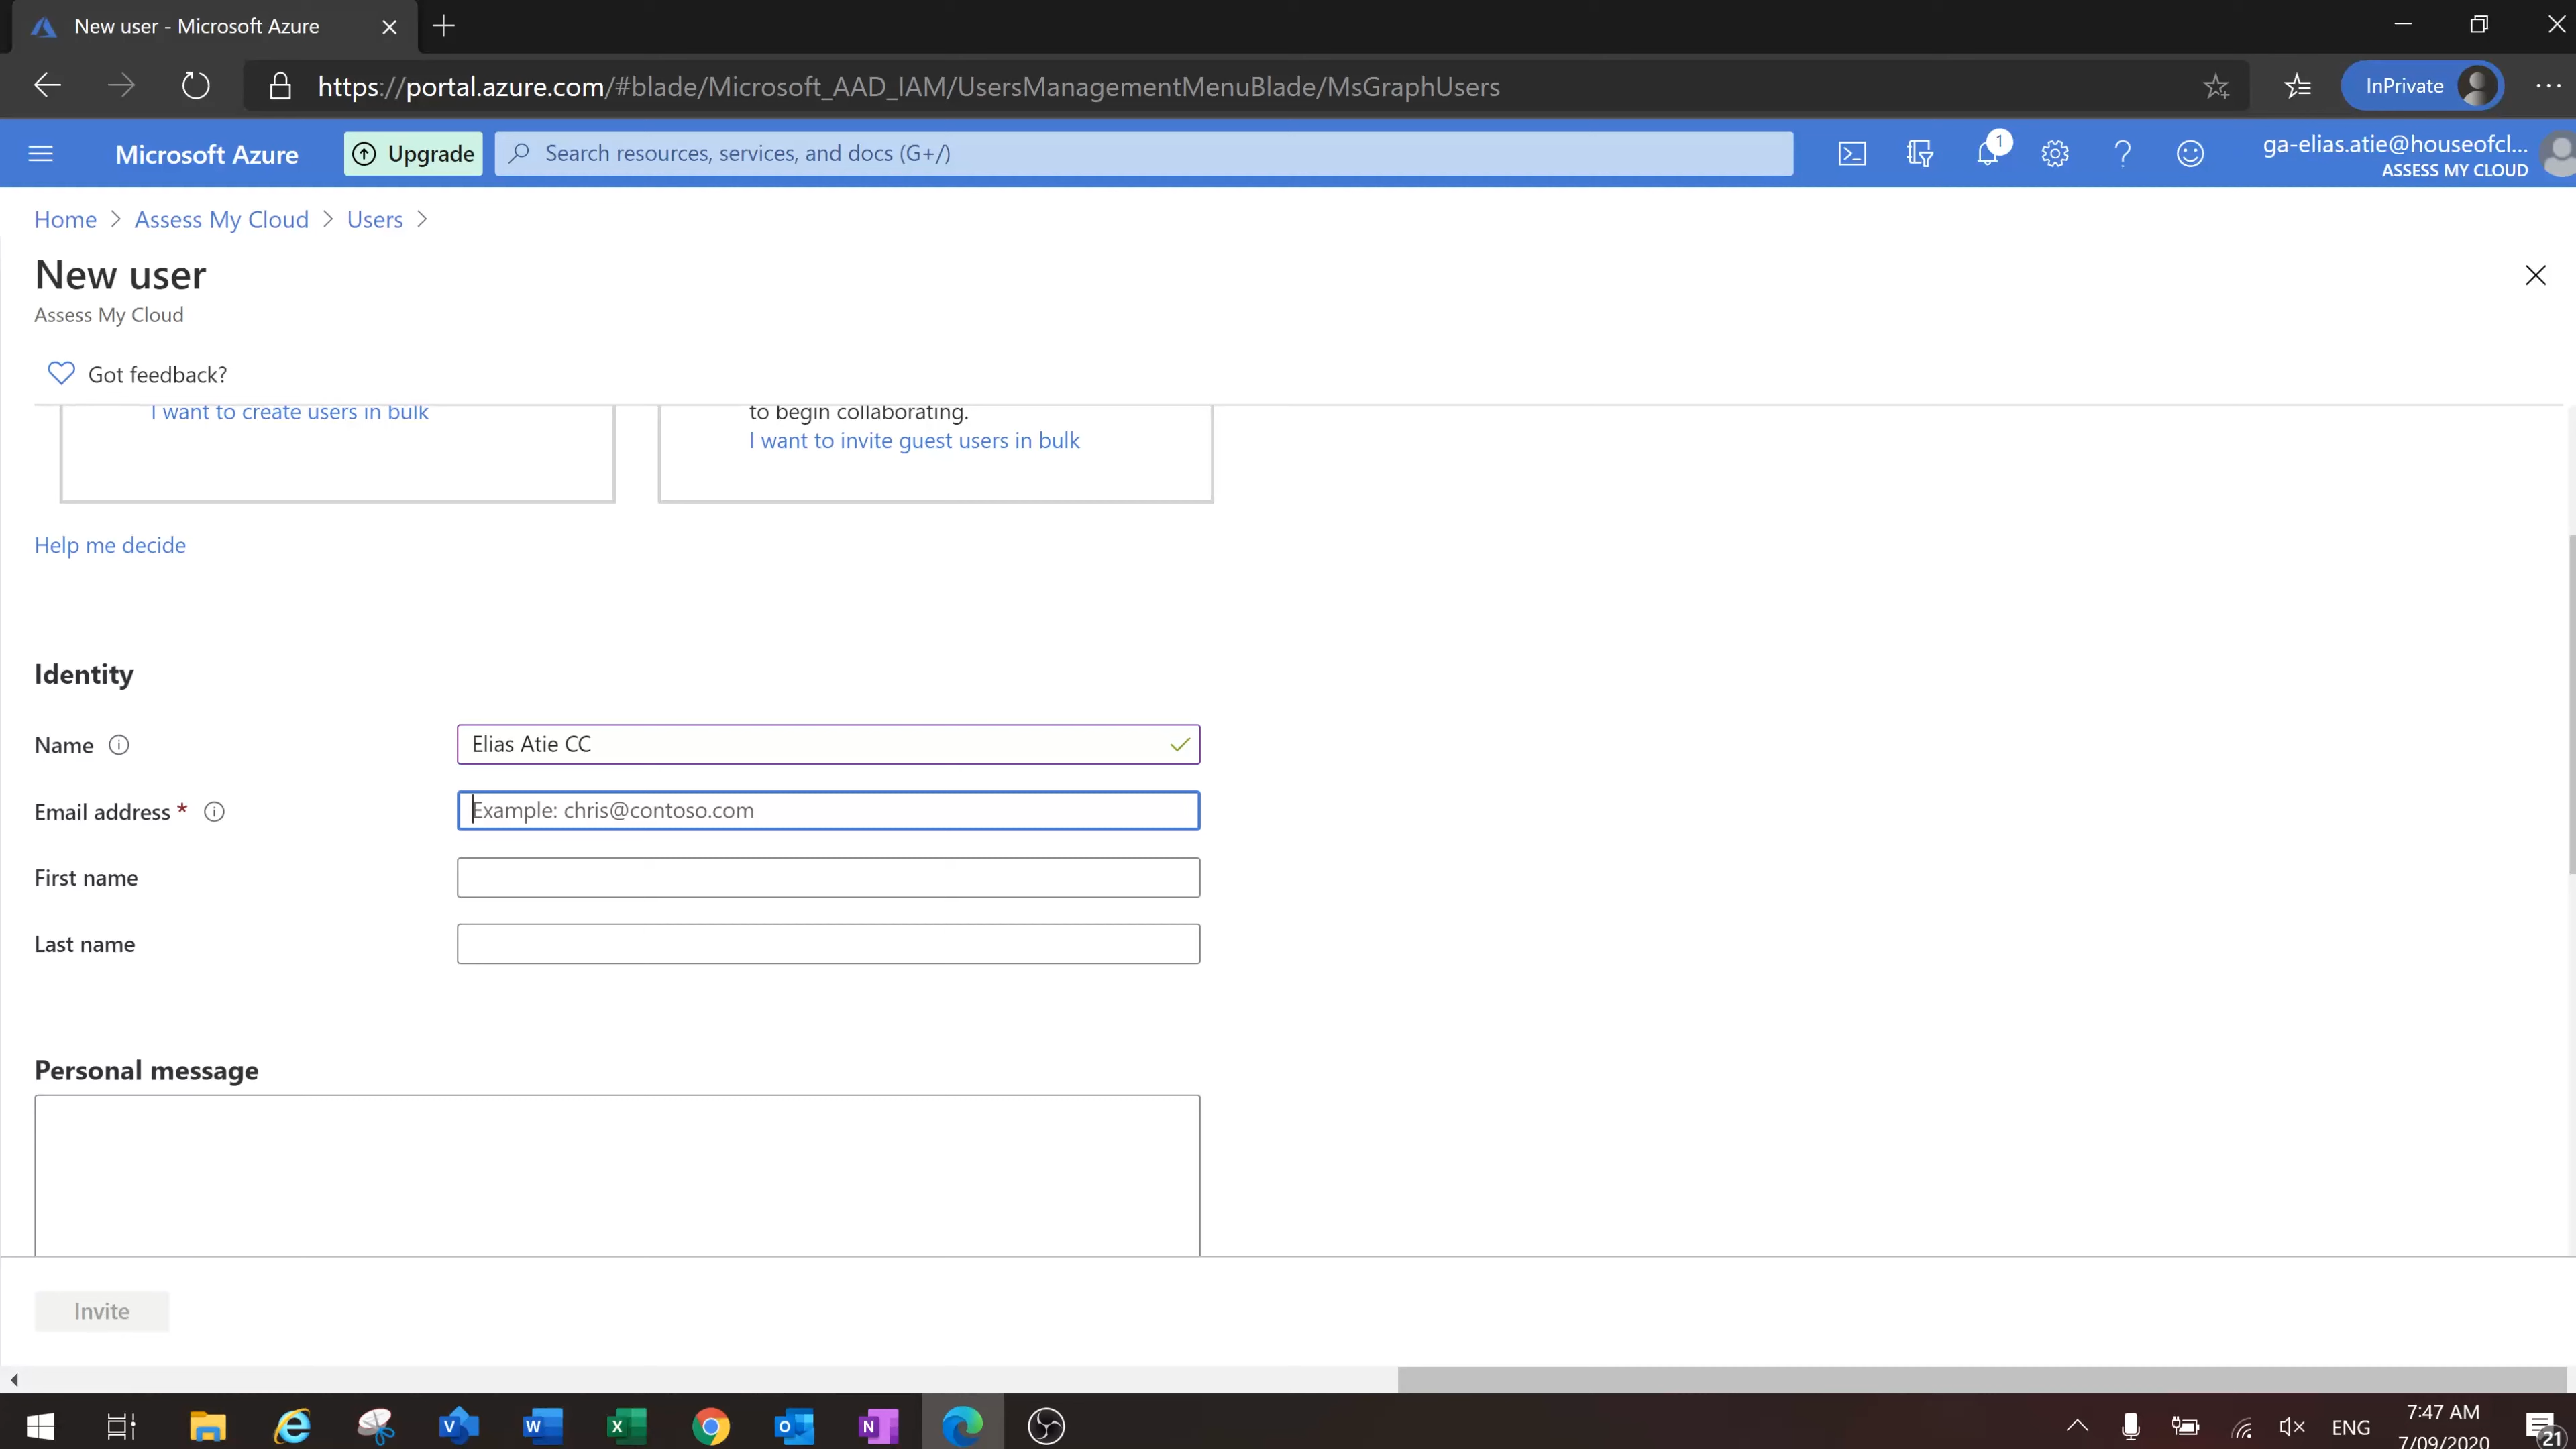 New user - Microsoft Azure
https://portal.azure.com/#blade/Microsoft_AAD_IAM/UsersManagementMenuBlade/MsGraphUsers
InPrivate
Microsoft Azure
Upgrade
Search resources, services, and docs (G+/)
1
ga-elias.atie@houseofcl...
ASSESS MY CLOUD
Home > Assess My Cloud > Users >
New user
Assess My Cloud
Got feedback?
I want to create users in bulk
to begin collaborating.
I want to invite guest users in bulk
Help me decide
Identity
Name
Elias Atie CC
Email address *
Example: chris@contoso.com
First name
Last name
Personal message
Invite
ENG
7:47 AM
7/09/2020
21